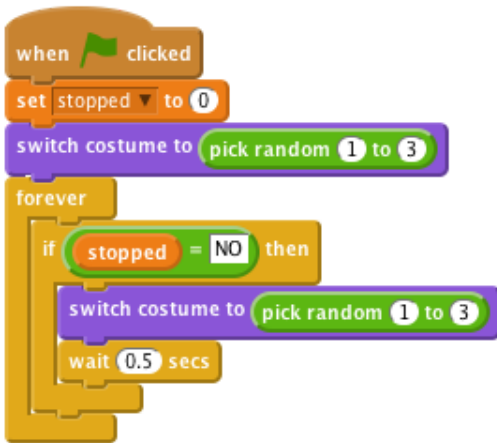 when clicked
set stopped to 0
switch costume to pick random 1 to 3
forever
if stopped = NO then
switch costume to pick random 1 to 3
wait 0.5 secs